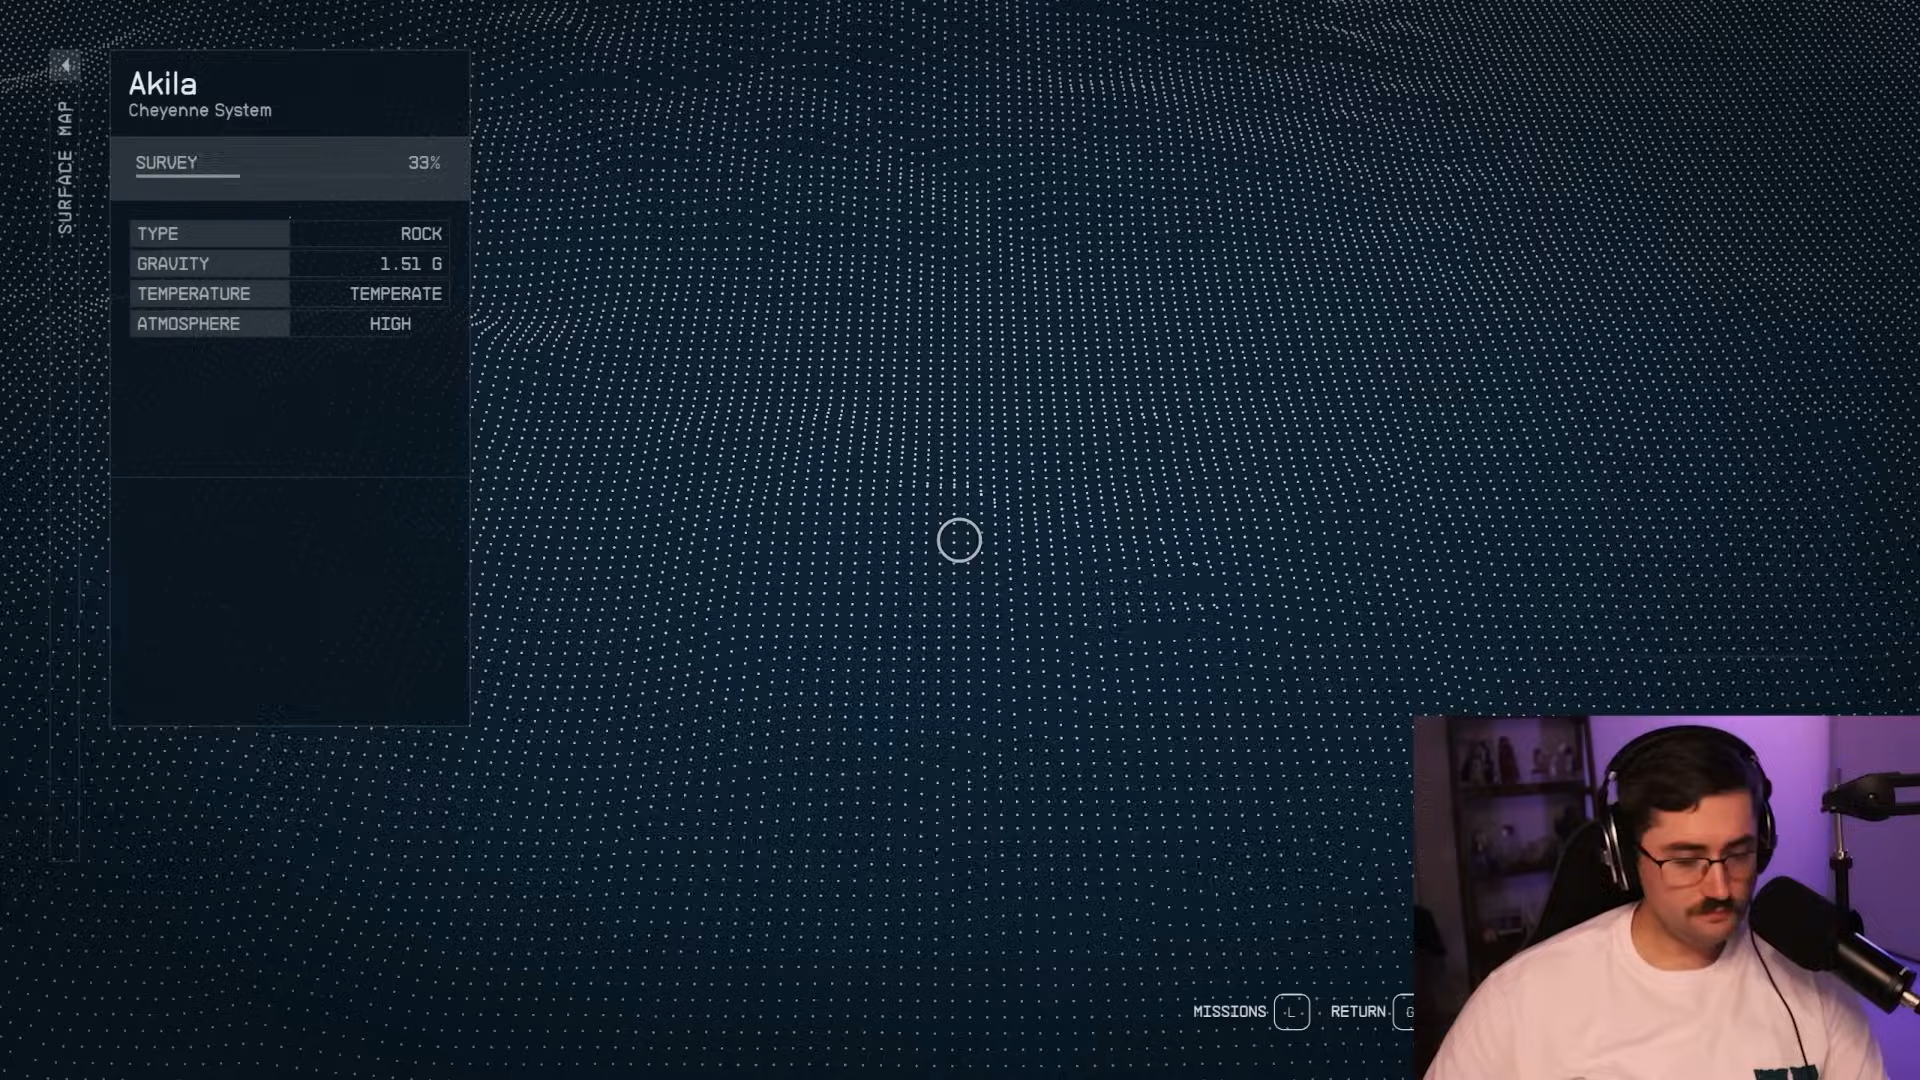 Akila
Cheyenne System
SURFACE MAP
SURVEY 33%
TYPE ROCK
GRAVITY 1.51 G
TEMPERATURE TEMPERATE
ATMOSPHERE HIGH
MISSIONS L RETURN G